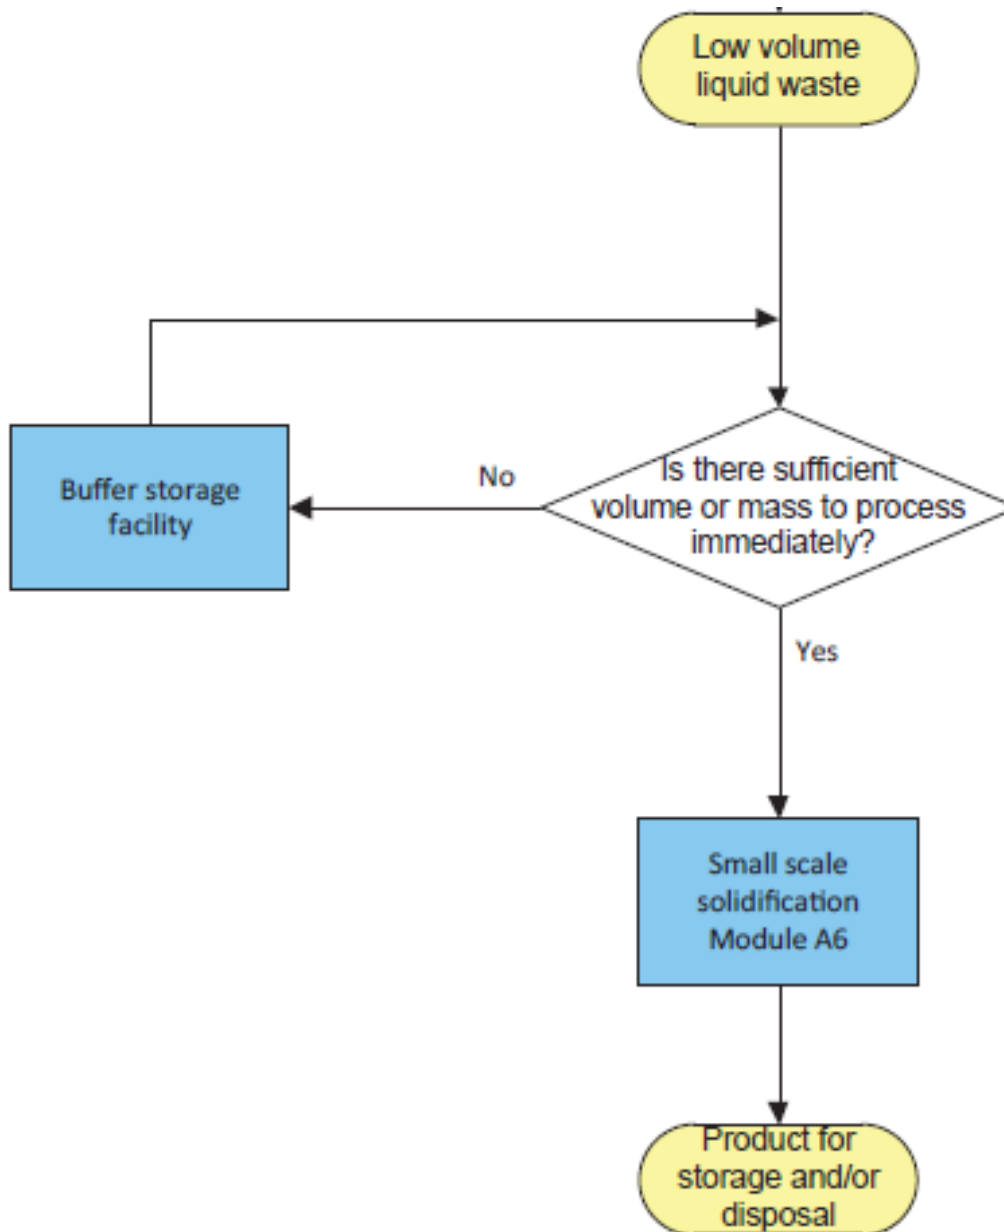 Low volume
liquid waste
No
Is there sufficient
volume or mass to process
immediately?
Buffer storage
facility
Yes
Small scale
solidification
Module A6
Product for
storage and/or
disposal